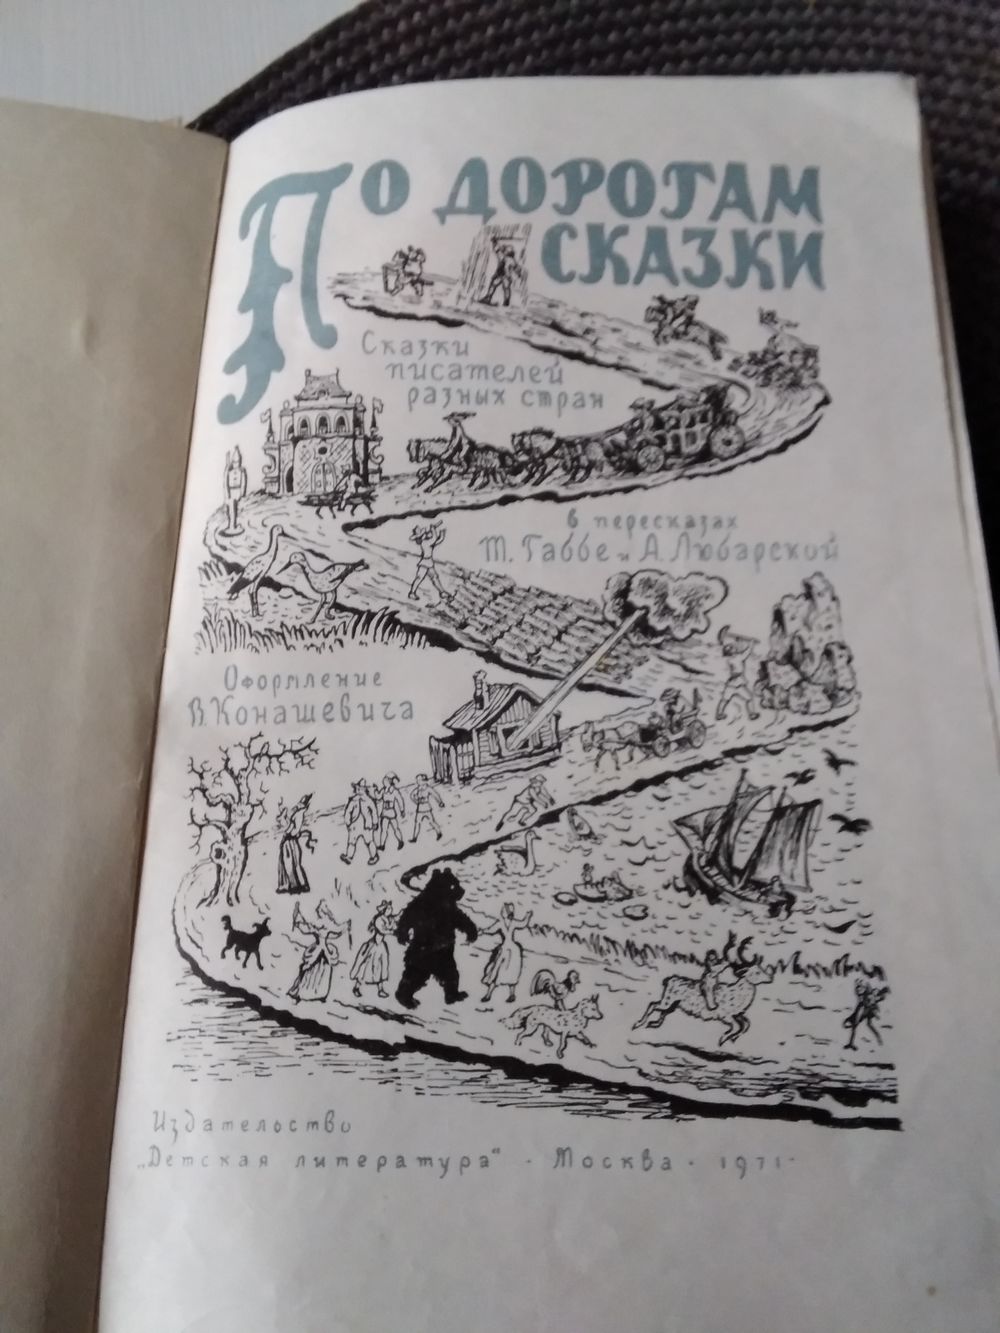 По дорогам
сказки
Сказки
писателей
разных стран
в пересказах
Т. Габбе и А. Любарской
Оформление
В. Конашевича
Издательство
„Детская литература“ · Москва · 1971 ·